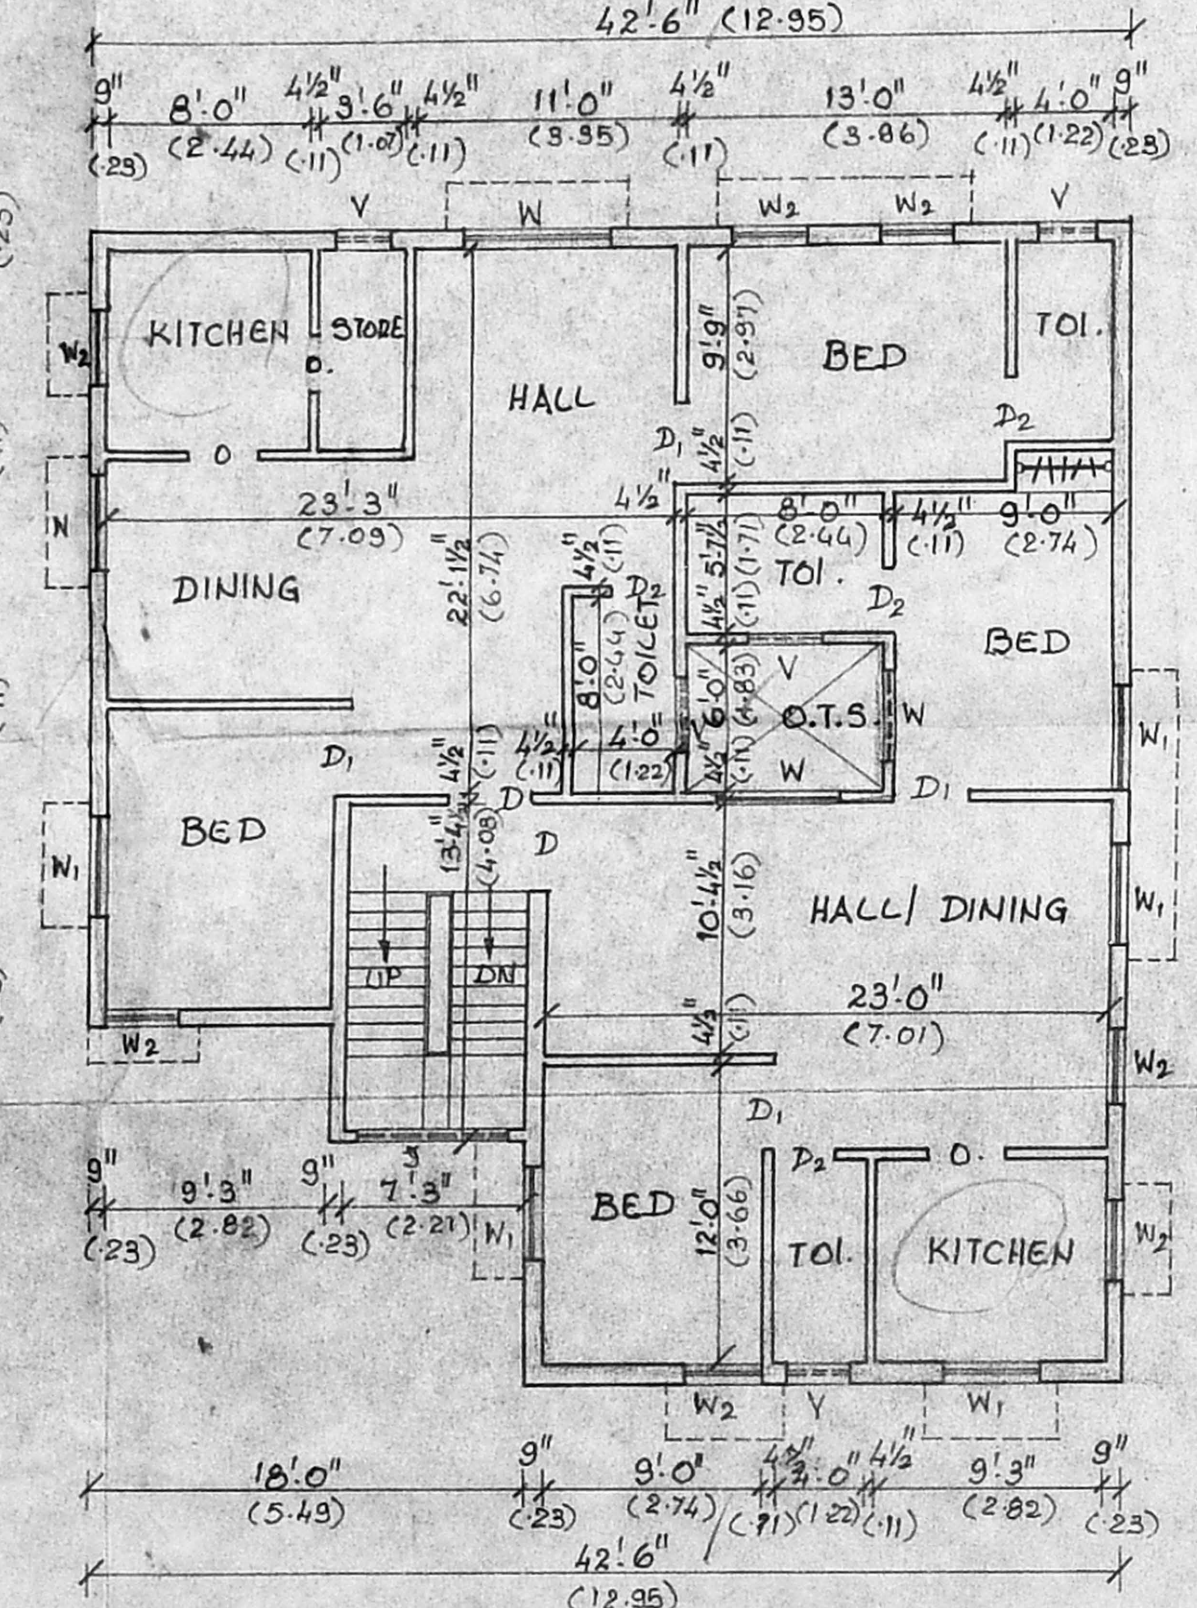 42'-6" (12.95)
9" 8'-0" 4½" 3'-6" 4½" 11'-0" 4½" 13'-0" 4½" 4'-0" 9"
(.23) (2.44) (.11) (1.07) (.11) (3.35) (.11) (3.96) (.11) (1.22) (.23)
V W W2 W2 V
KITCHEN STORE HALL BED TOI.
W2 O.
9'-9" (2.97)
D1 4½" (.11) D2
O
23'-3" 4½" 8'-0" 4½" 9'-0"
(7.09) (2.44) (.11) (2.74)
DINING
22'-1½" (6.74)
4½" (.11) D2
5'-7½" (1.71) TOI.
4½" (.11) D2
BED
8'-0" (2.44) TOILET
V
6'-0" (1.83) O.T.S. W
W1
4½" 4'-0" 4½" (.11) W
(.11) (1.22)
D1 4½" (.11) D D1
BED
W1
13'-4½" (4.08) D
10'-4½" (3.16) HALL/ DINING W1
UP DN
23'-0"
(7.01)
4½" (.11)
W2 W2
D1
D2 O.
9" 9'-3" 9" 7'-3"
(.23) (2.82) (.23) (2.21) W1
BED 12'-0" (3.66) TOI. KITCHEN W2
W2 V W1
18'-0" 9" 9'-0" 4½" 4'-0" 4½" 9'-3" 9"
(5.49) (.23) (2.74) (.11) (1.22) (.11) (2.82) (.23)
42'-6"
(12.95)